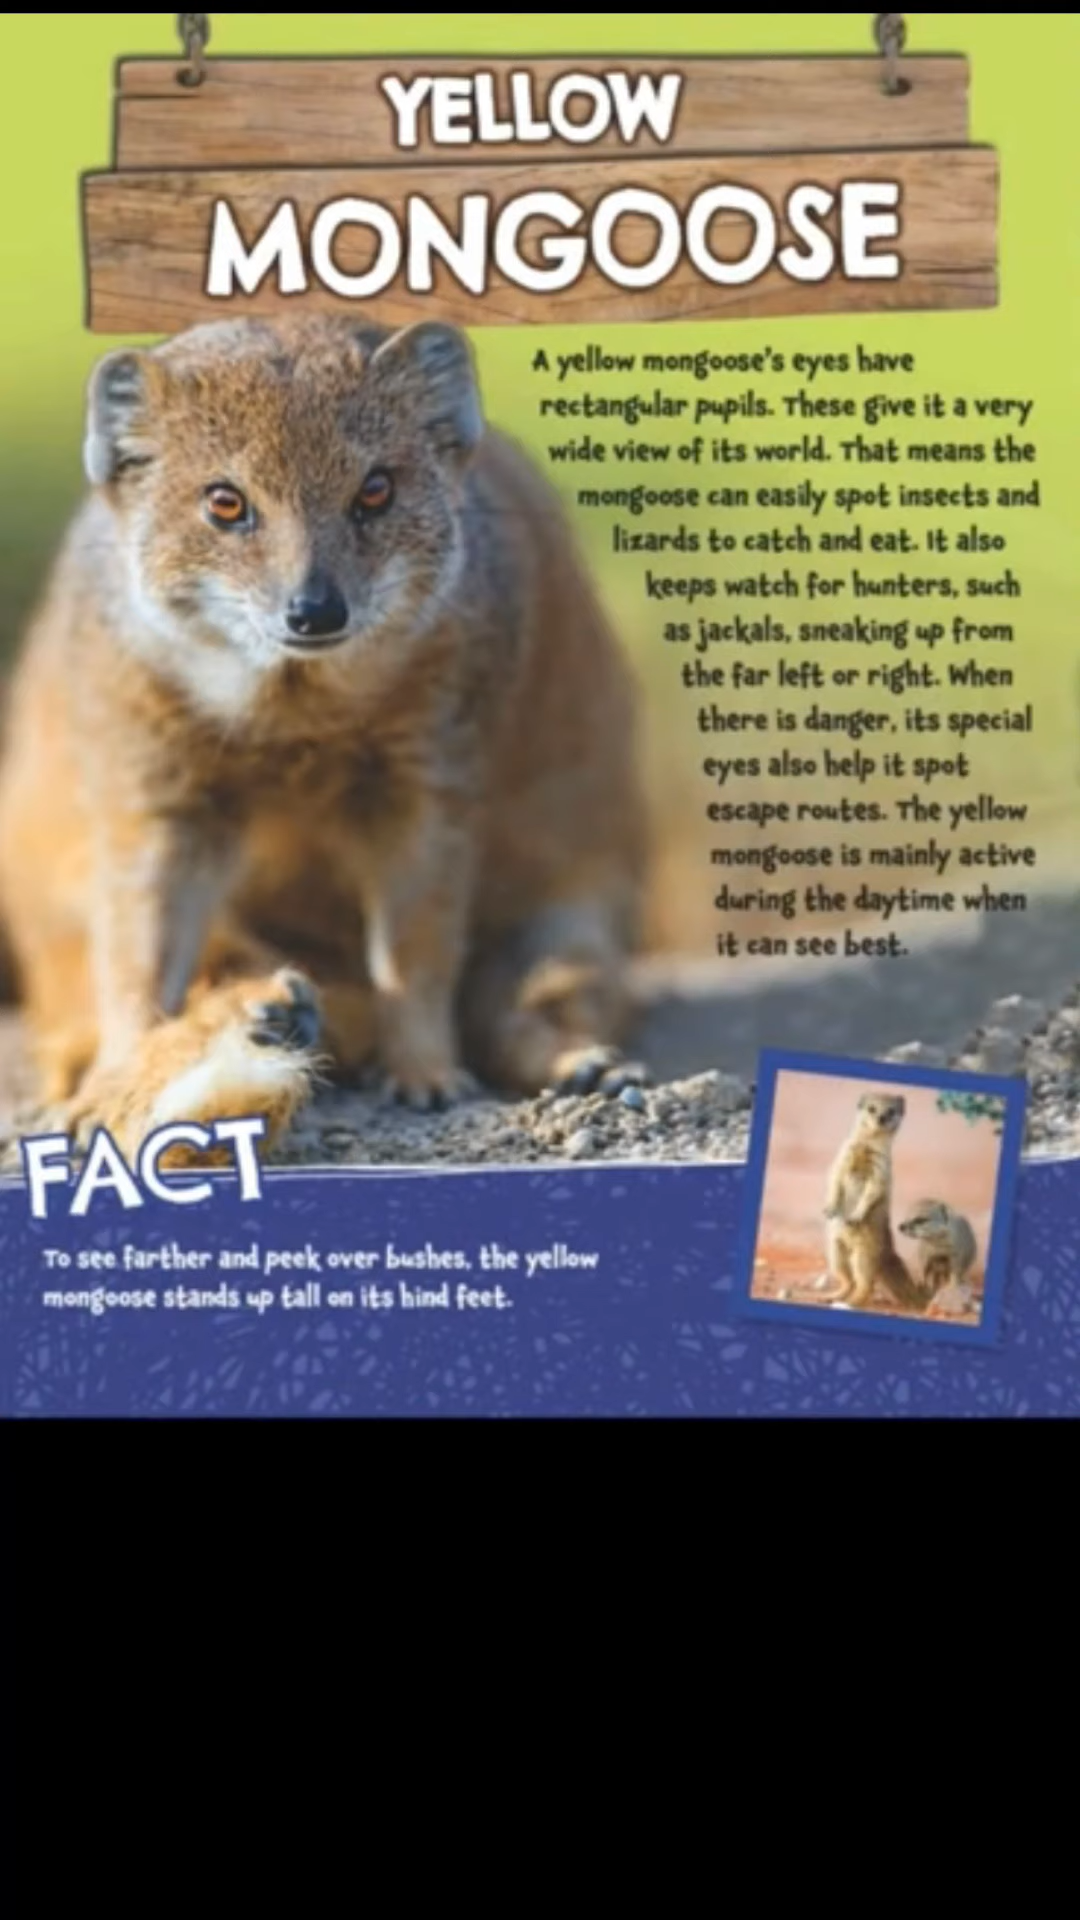 YELLOW
MONGOOSE
A yellow mongoose's eyes have
rectangular pupils. These give it a very
wide view of its world. That means the
mongoose can easily spot insects and
lizards to catch and eat. It also
keeps watch for hunters, such
as jackals, sneaking up from
the far left or right. When
there is danger, its special
eyes also help it spot
escape routes. The yellow
mongoose is mainly active
during the daytime when
it can see best.
FACT
To see farther and peek over bushes, the yellow
mongoose stands up tall on its hind feet.